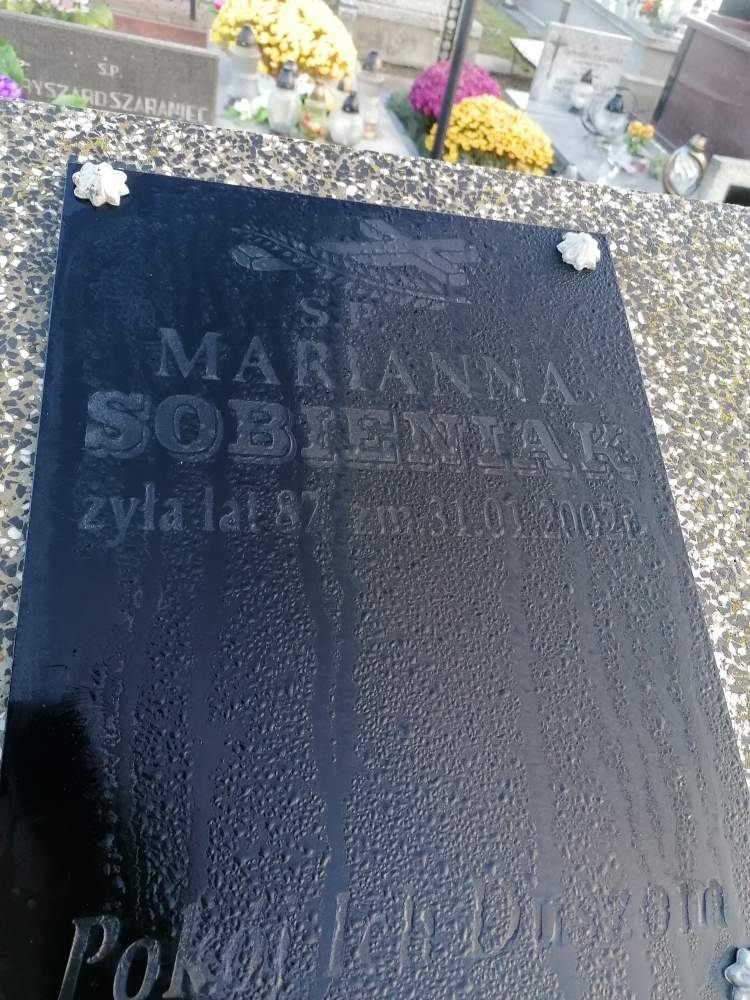 Ś.P.
RYSZARD SZARANIEC
Ś.P.
MARIANNA
SOBIENIAK
żyła lat 87 zm. 31.01.2002r.
Pokój Ich Duszom